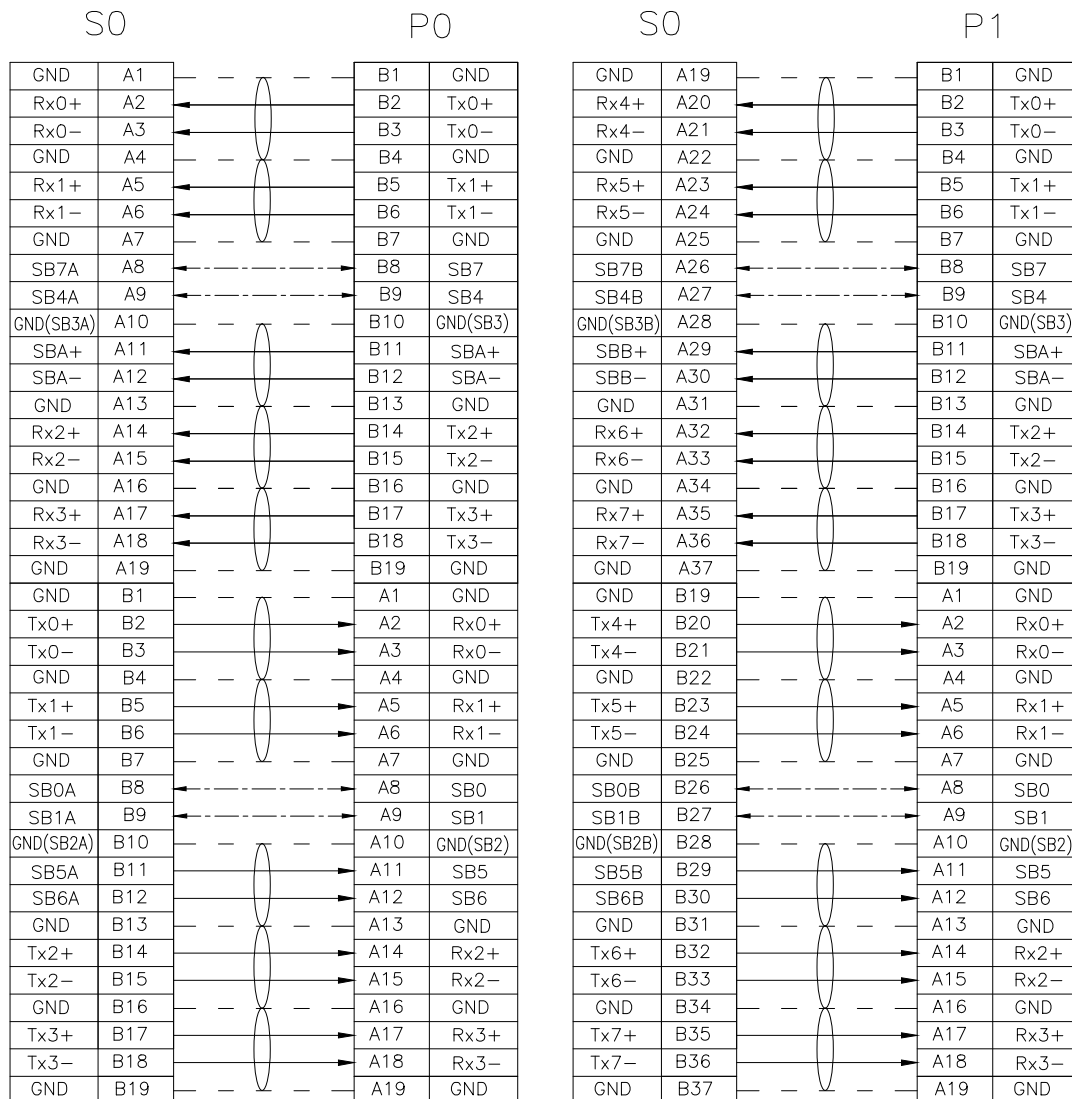 S0 P0 S0 P1
GND A1 B1 GND GND A19 B1 GND
Rx0+ A2 B2 Tx0+ Rx4+ A20 B2 Tx0+
Rx0- A3 B3 Tx0- Rx4- A21 B3 Tx0-
GND A4 B4 GND GND A22 B4 GND
Rx1+ A5 B5 Tx1+ Rx5+ A23 B5 Tx1+
Rx1- A6 B6 Tx1- Rx5- A24 B6 Tx1-
GND A7 B7 GND GND A25 B7 GND
SB7A A8 B8 SB7 SB7B A26 B8 SB7
SB4A A9 B9 SB4 SB4B A27 B9 SB4
GND(SB3A) A10 B10 GND(SB3) GND(SB3B) A28 B10 GND(SB3)
SBA+ A11 B11 SBA+ SBB+ A29 B11 SBA+
SBA- A12 B12 SBA- SBB- A30 B12 SBA-
GND A13 B13 GND GND A31 B13 GND
Rx2+ A14 B14 Tx2+ Rx6+ A32 B14 Tx2+
Rx2- A15 B15 Tx2- Rx6- A33 B15 Tx2-
GND A16 B16 GND GND A34 B16 GND
Rx3+ A17 B17 Tx3+ Rx7+ A35 B17 Tx3+
Rx3- A18 B18 Tx3- Rx7- A36 B18 Tx3-
GND A19 B19 GND GND A37 B19 GND
GND B1 A1 GND GND B19 A1 GND
Tx0+ B2 A2 Rx0+ Tx4+ B20 A2 Rx0+
Tx0- B3 A3 Rx0- Tx4- B21 A3 Rx0-
GND B4 A4 GND GND B22 A4 GND
Tx1+ B5 A5 Rx1+ Tx5+ B23 A5 Rx1+
Tx1- B6 A6 Rx1- Tx5- B24 A6 Rx1-
GND B7 A7 GND GND B25 A7 GND
SB0A B8 A8 SB0 SB0B B26 A8 SB0
SB1A B9 A9 SB1 SB1B B27 A9 SB1
GND(SB2A) B10 A10 GND(SB2) GND(SB2B) B28 A10 GND(SB2)
SB5A B11 A11 SB5 SB5B B29 A11 SB5
SB6A B12 A12 SB6 SB6B B30 A12 SB6
GND B13 A13 GND GND B31 A13 GND
Tx2+ B14 A14 Rx2+ Tx6+ B32 A14 Rx2+
Tx2- B15 A15 Rx2- Tx6- B33 A15 Rx2-
GND B16 A16 GND GND B34 A16 GND
Tx3+ B17 A17 Rx3+ Tx7+ B35 A17 Rx3+
Tx3- B18 A18 Rx3- Tx7- B36 A18 Rx3-
GND B19 A19 GND GND B37 A19 GND